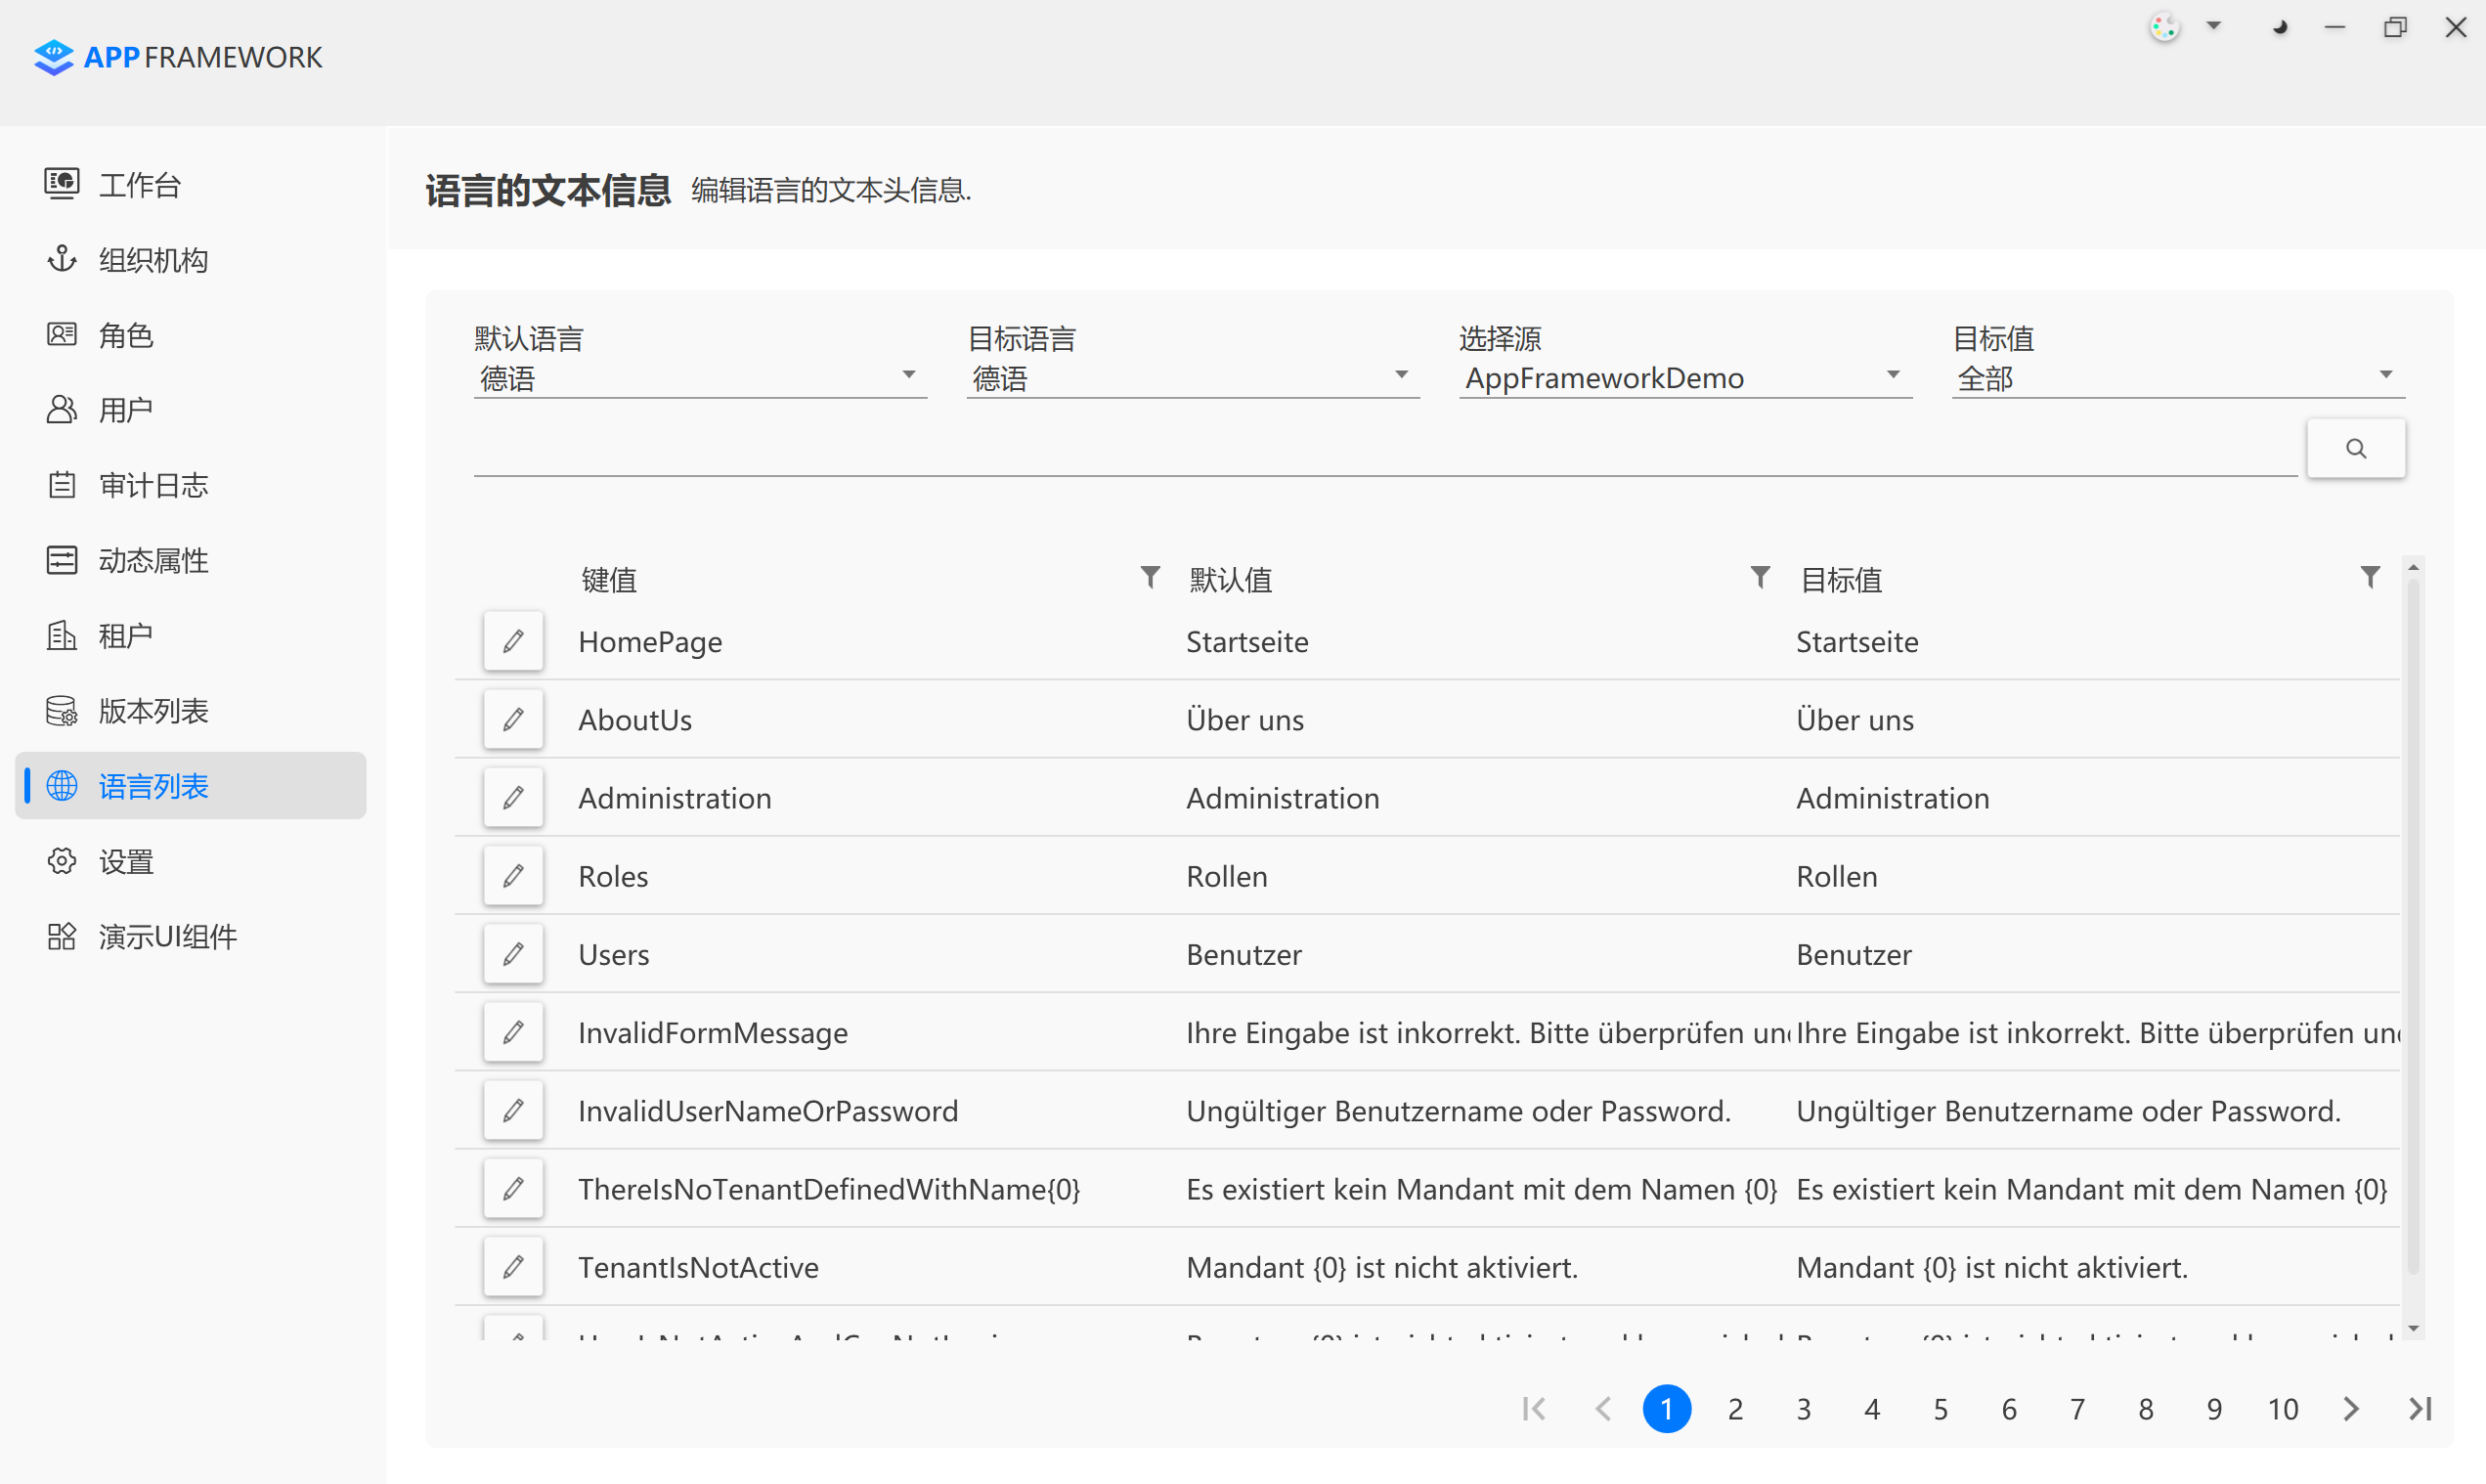 APP FRAMEWORK
工作台
组织机构
角色
用户
审计日志
动态属性
租户
版本列表
语言列表
设置
演示UI组件
语言的文本信息 编辑语言的文本头信息.
默认语言 目标语言 选择源 目标值
德语 德语 AppFrameworkDemo 全部
键值 默认值 目标值
HomePage Startseite Startseite
AboutUs Über uns Über uns
Administration Administration Administration
Roles Rollen Rollen
Users Benutzer Benutzer
InvalidFormMessage Ihre Eingabe ist inkorrekt. Bitte überprüfen und Ihre Eingabe ist inkorrekt. Bitte überprüfen und
InvalidUserNameOrPassword Ungültiger Benutzername oder Password. Ungültiger Benutzername oder Password.
ThereIsNoTenantDefinedWithName{0} Es existiert kein Mandant mit dem Namen {0} Es existiert kein Mandant mit dem Namen {0}
TenantIsNotActive Mandant {0} ist nicht aktiviert. Mandant {0} ist nicht aktiviert.
1 2 3 4 5 6 7 8 9 10